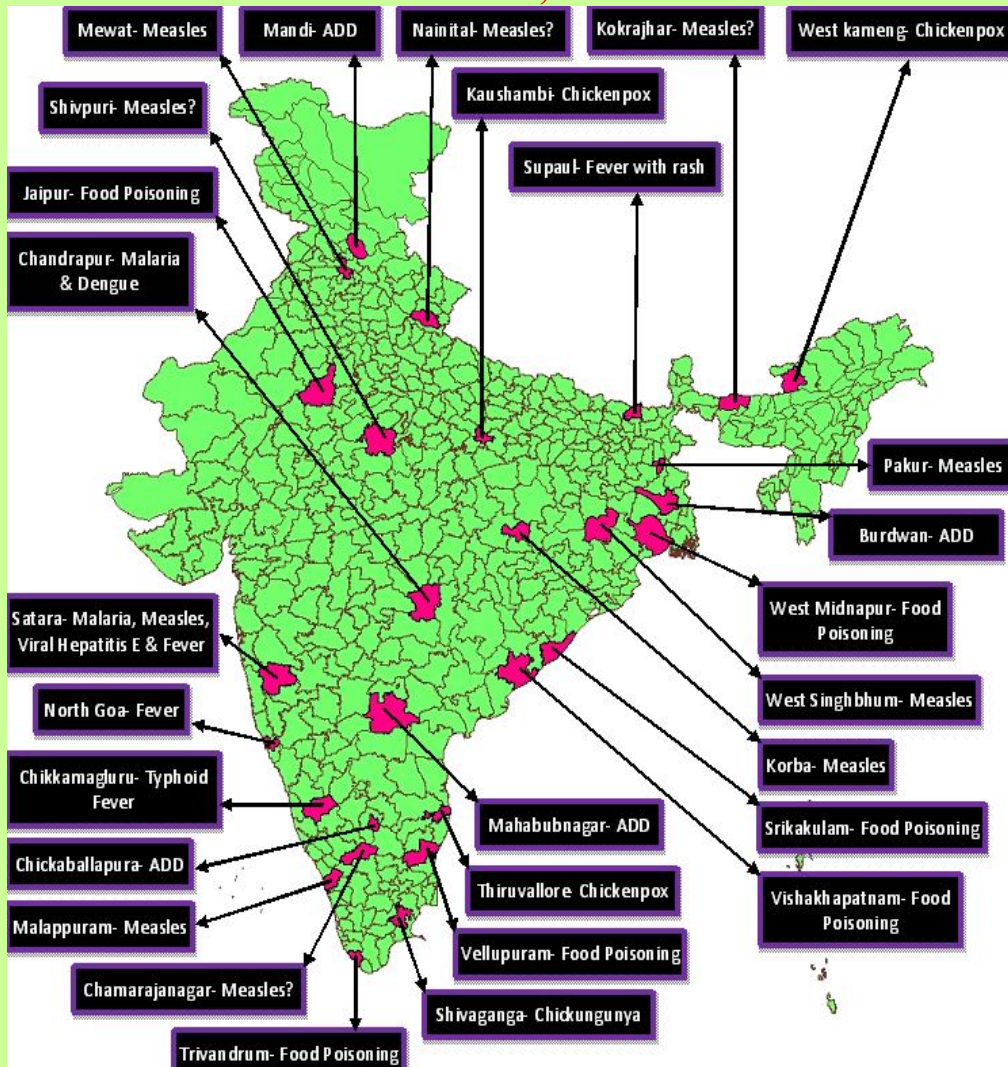 Mewat- Measles
Mandi- ADD
Nainital- Measles?
Kokrajhar- Measles?
West kameng- Chickenpox
Shivpuri- Measles?
Kaushambi- Chickenpox
Supaul- Fever with rash
Jaipur- Food Poisoning
Chandrapur- Malaria
& Dengue
Pakur- Measles
Burdwan- ADD
West Midnapur- Food
Poisoning
Satara- Malaria, Measles,
Viral Hepatitis E & Fever
West Singhbhum- Measles
North Goa- Fever
Korba- Measles
Chikkamagluru- Typhoid
Fever
Mahabubnagar- ADD
Srikakulam- Food Poisoning
Chickaballapura- ADD
Thiruvallore Chickenpox
Vishakhapatnam- Food
Poisoning
Malappuram- Measles
Vellupuram- Food Poisoning
Chamarajanagar- Measles?
Shivaganga- Chickungunya
Trivandrum- Food Poisoning